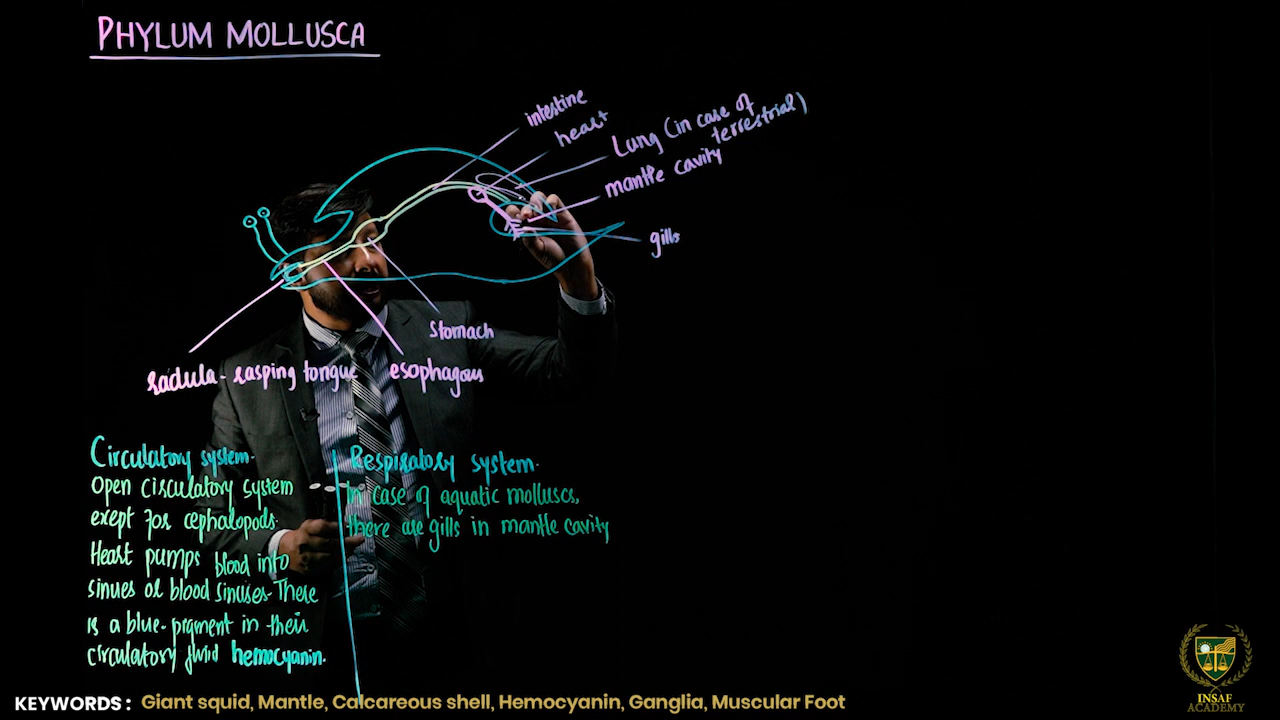 PHYLUM MOLLUSCA
intestine
heart
Lung (in case of
terrestrial)
mantle cavity
gills
stomach
radula - rasping tongue
esophagous
Circulatory system.
Open circulatory system
exept for cephalopods.
Heart pumps blood into
sinues or blood sinuses. There
is a blue-pigment in their
circulatory fluid hemocyanin.
Respiratory system.
In case of aquatic molluscs,
there are gills in mantle cavity
KEYWORDS : Giant squid, Mantle, Calcareous shell, Hemocyanin, Ganglia, Muscular Foot
INSAF
ACADEMY